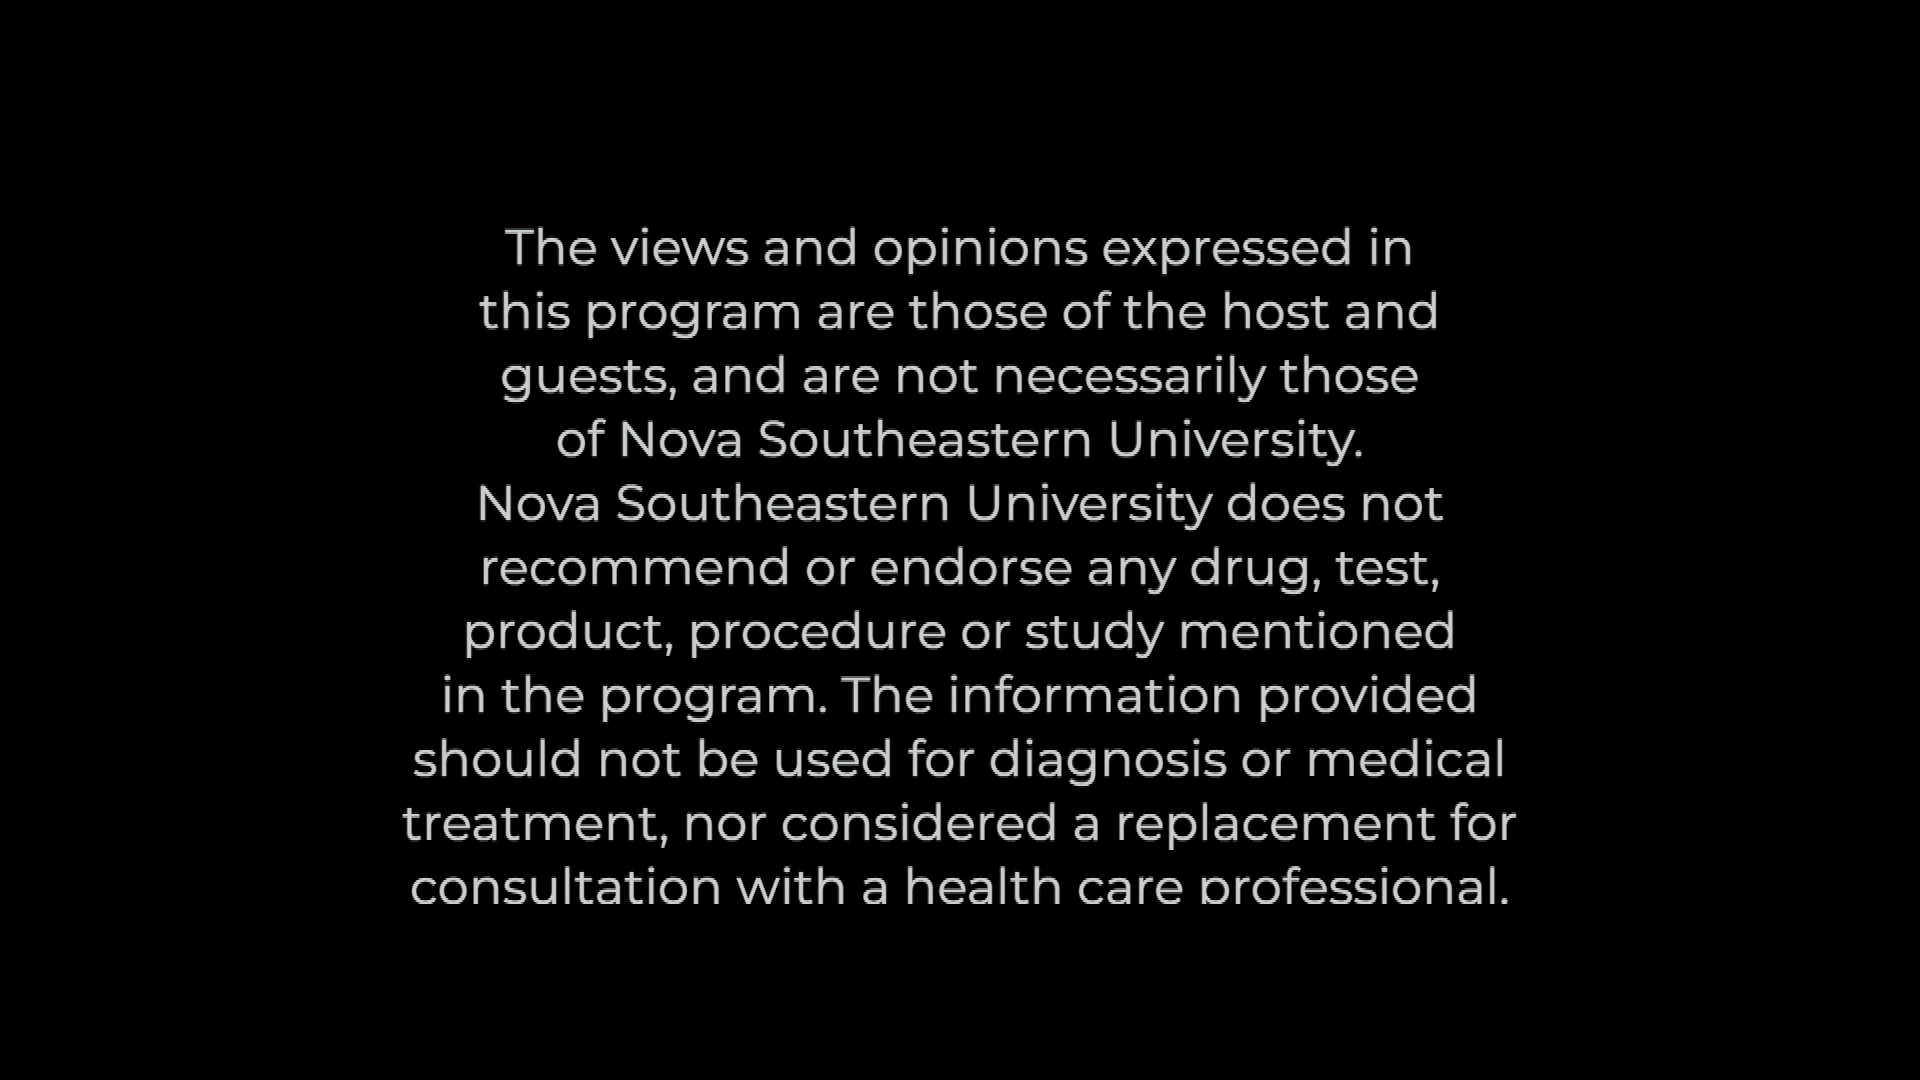 The views and opinions expressed in
this program are those of the host and
guests, and are not necessarily those
of Nova Southeastern University.
Nova Southeastern University does not
recommend or endorse any drug, test,
product, procedure or study mentioned
in the program. The information provided
should not be used for diagnosis or medical
treatment, nor considered a replacement for
consultation with a health care professional.